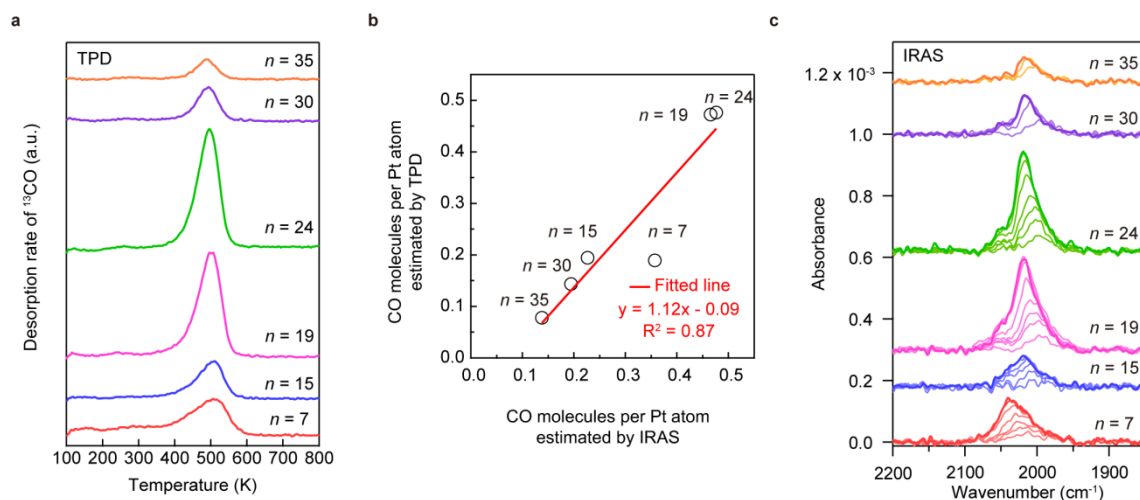 a
TPD
n = 35
n = 30
n = 24
n = 19
n = 15
n = 7
Desorption rate of ¹³CO (a.u.)
100 200 300 400 500 600 700 800
Temperature (K)
b
CO molecules per Pt atom
estimated by TPD
0.5
0.4
0.3
0.2
0.1
0.0
n = 24
n = 19
n = 15
n = 7
n = 30
n = 35
Fitted line
y = 1.12x - 0.09
R² = 0.87
0.0 0.1 0.2 0.3 0.4 0.5
CO molecules per Pt atom
estimated by IRAS
c
IRAS
n = 35
n = 30
n = 24
n = 19
n = 15
n = 7
Absorbance
1.2 x 10⁻³
1.0
0.8
0.6
0.4
0.2
0.0
2200 2100 2000 1900
Wavenumber (cm⁻¹)